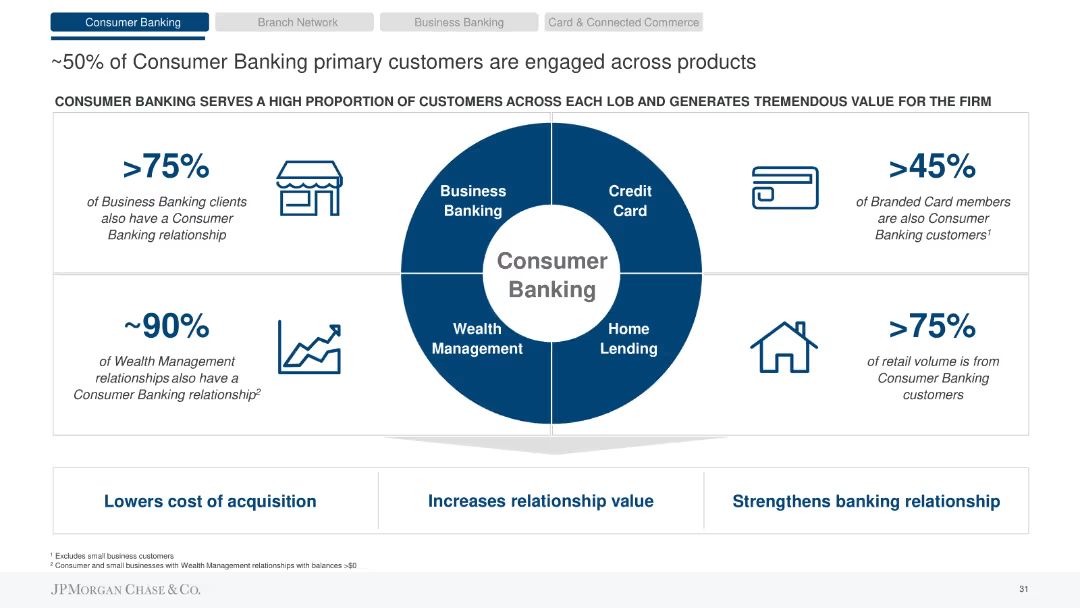 Consumer Banking
Branch Network
Business Banking
Card & Connected Commerce
~50% of Consumer Banking primary customers are engaged across products
CONSUMER BANKING SERVES A HIGH PROPORTION OF CUSTOMERS ACROSS EACH LOB AND GENERATES TREMENDOUS VALUE FOR THE FIRM
>75%
of Business Banking clients
also have a Consumer
Banking relationship
Business
Banking
Credit
Card
>45%
of Branded Card members
are also Consumer
Banking customers¹
Consumer
Banking
~90%
of Wealth Management
relationships also have a
Consumer Banking relationship²
Wealth
Management
Home
Lending
>75%
of retail volume is from
Consumer Banking
customers
Lowers cost of acquisition
Increases relationship value
Strengthens banking relationship
¹ Excludes small business customers
² Consumer and small businesses with Wealth Management relationships with balances >$0
JPMORGAN CHASE & CO.
31